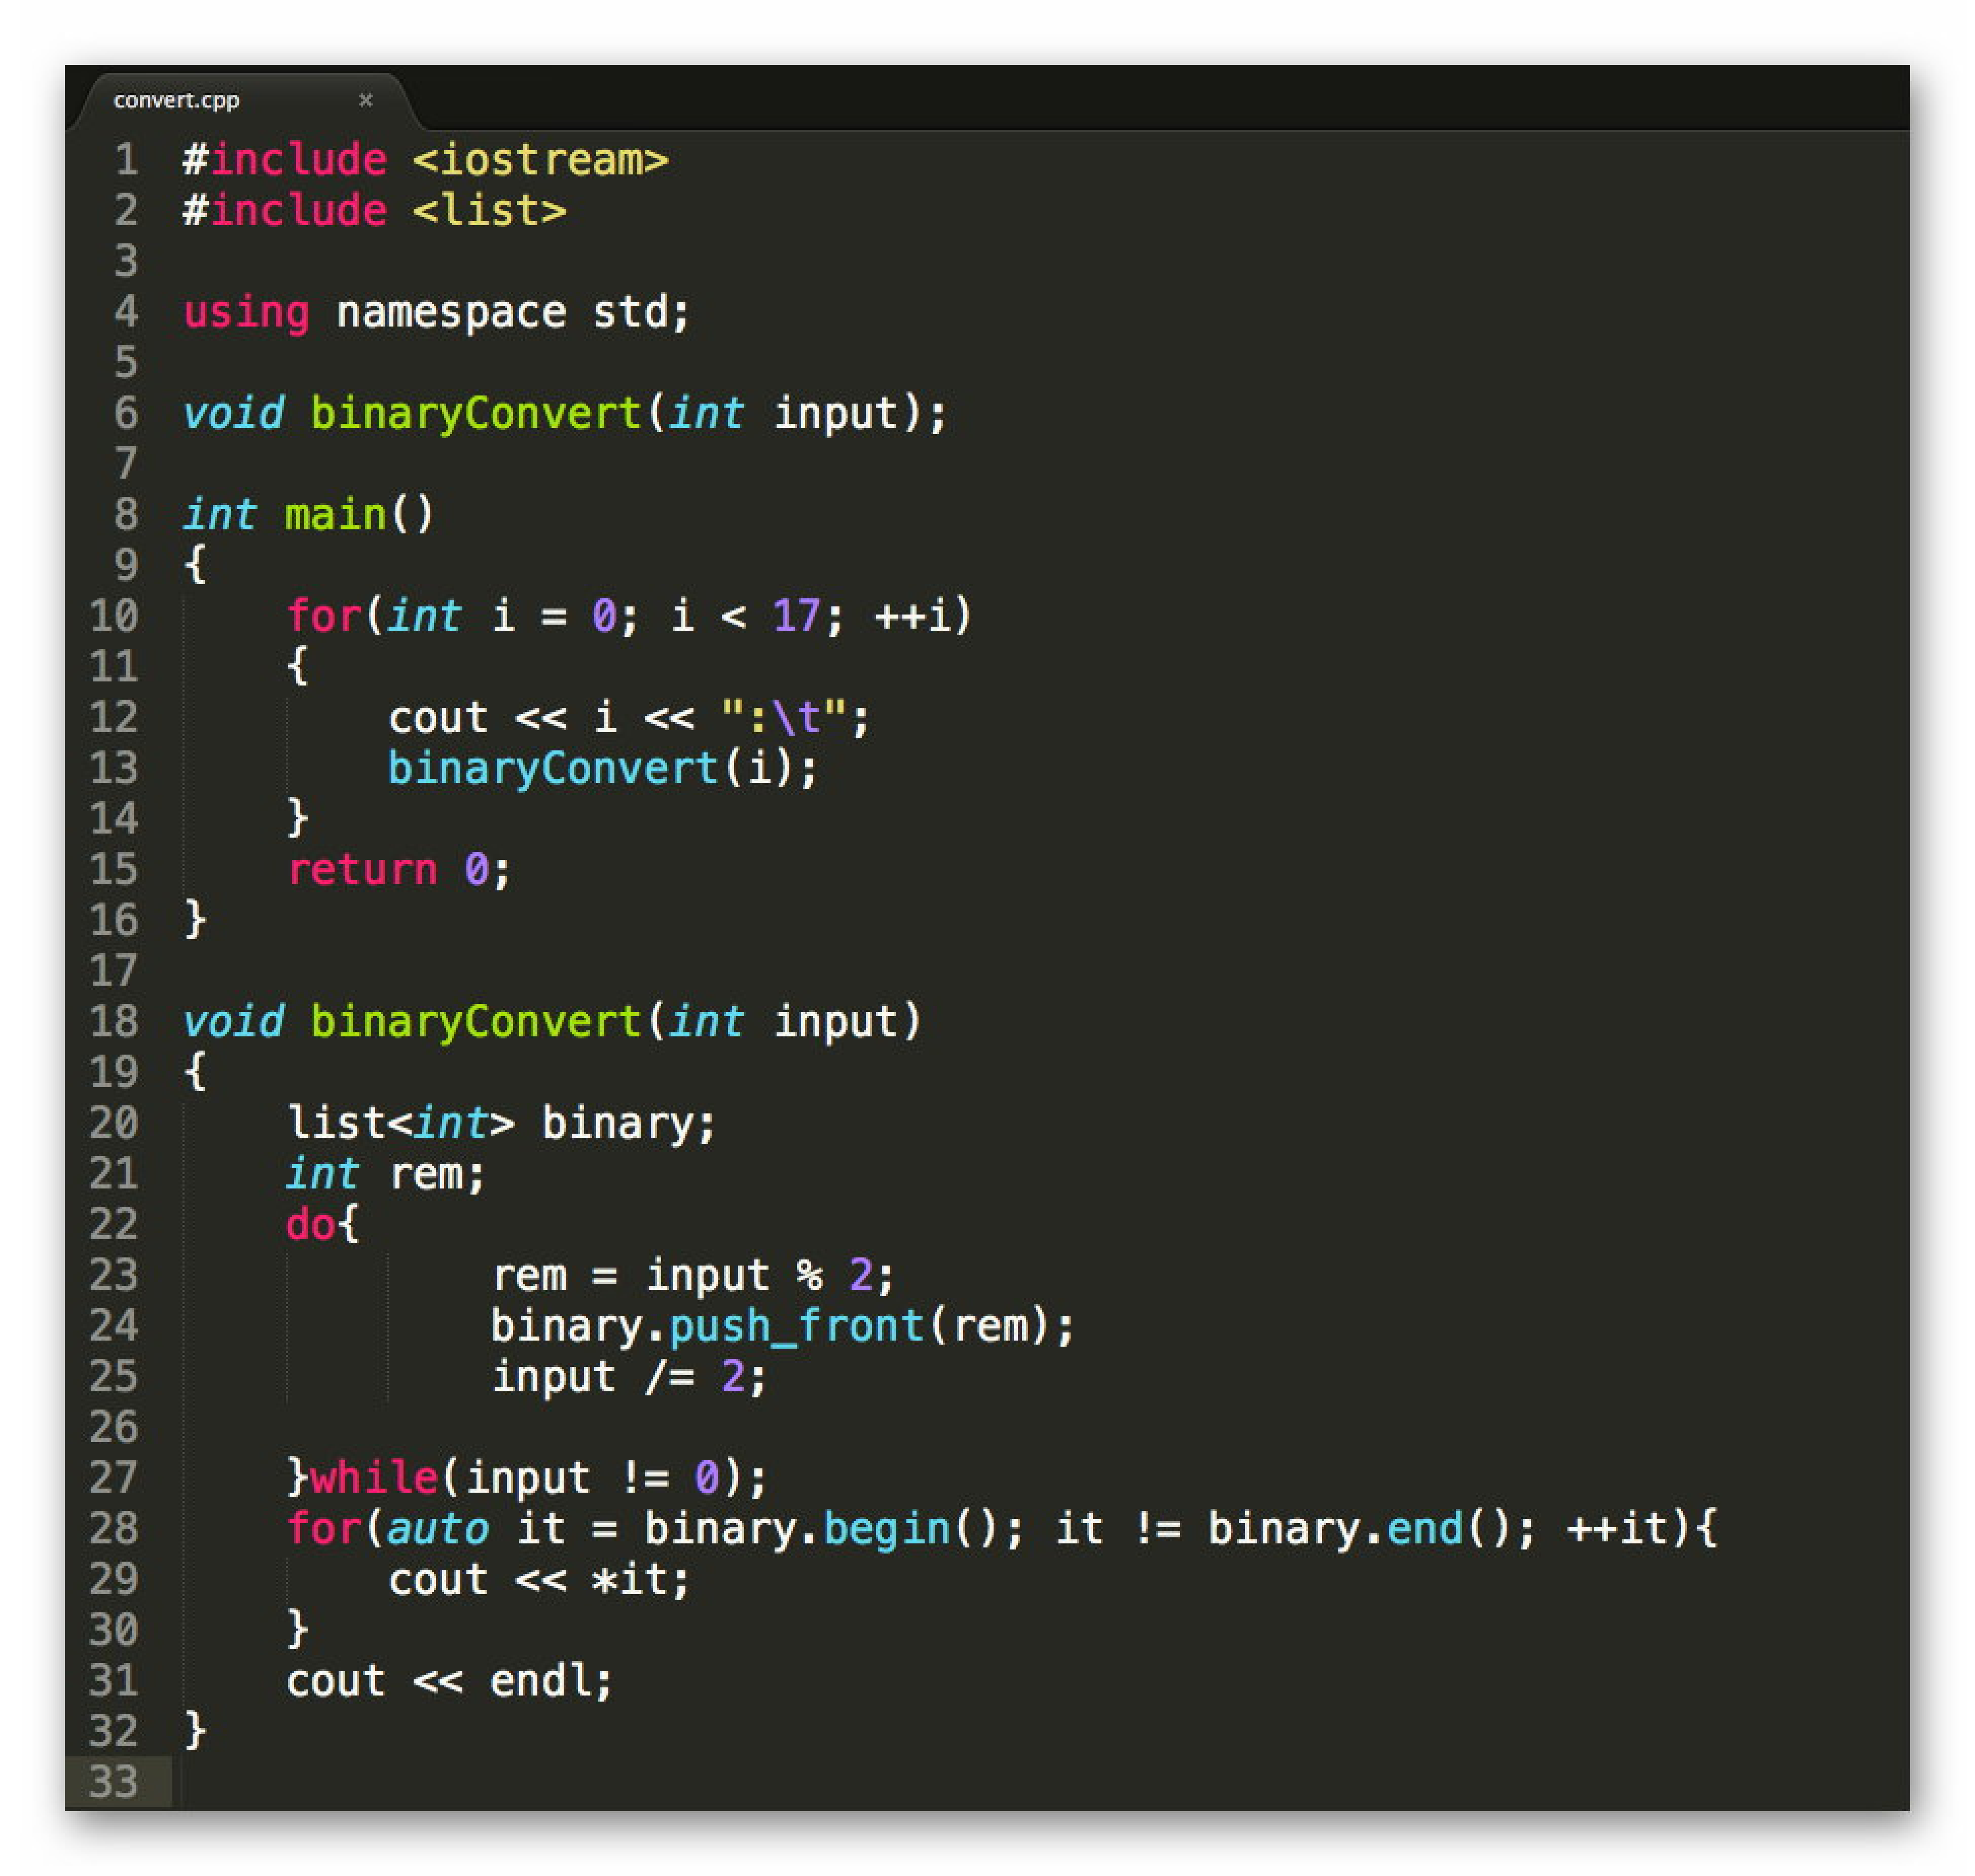 convert.cpp ×
1 #include <iostream>
2 #include <list>
3
4 using namespace std;
5
6 void binaryConvert(int input);
7
8 int main()
9 {
10     for(int i = 0; i < 17; ++i)
11     {
12         cout << i << ":\t";
13         binaryConvert(i);
14     }
15     return 0;
16 }
17
18 void binaryConvert(int input)
19 {
20     list<int> binary;
21     int rem;
22     do{
23             rem = input % 2;
24             binary.push_front(rem);
25             input /= 2;
26
27     }while(input != 0);
28     for(auto it = binary.begin(); it != binary.end(); ++it){
29         cout << *it;
30     }
31     cout << endl;
32 }
33